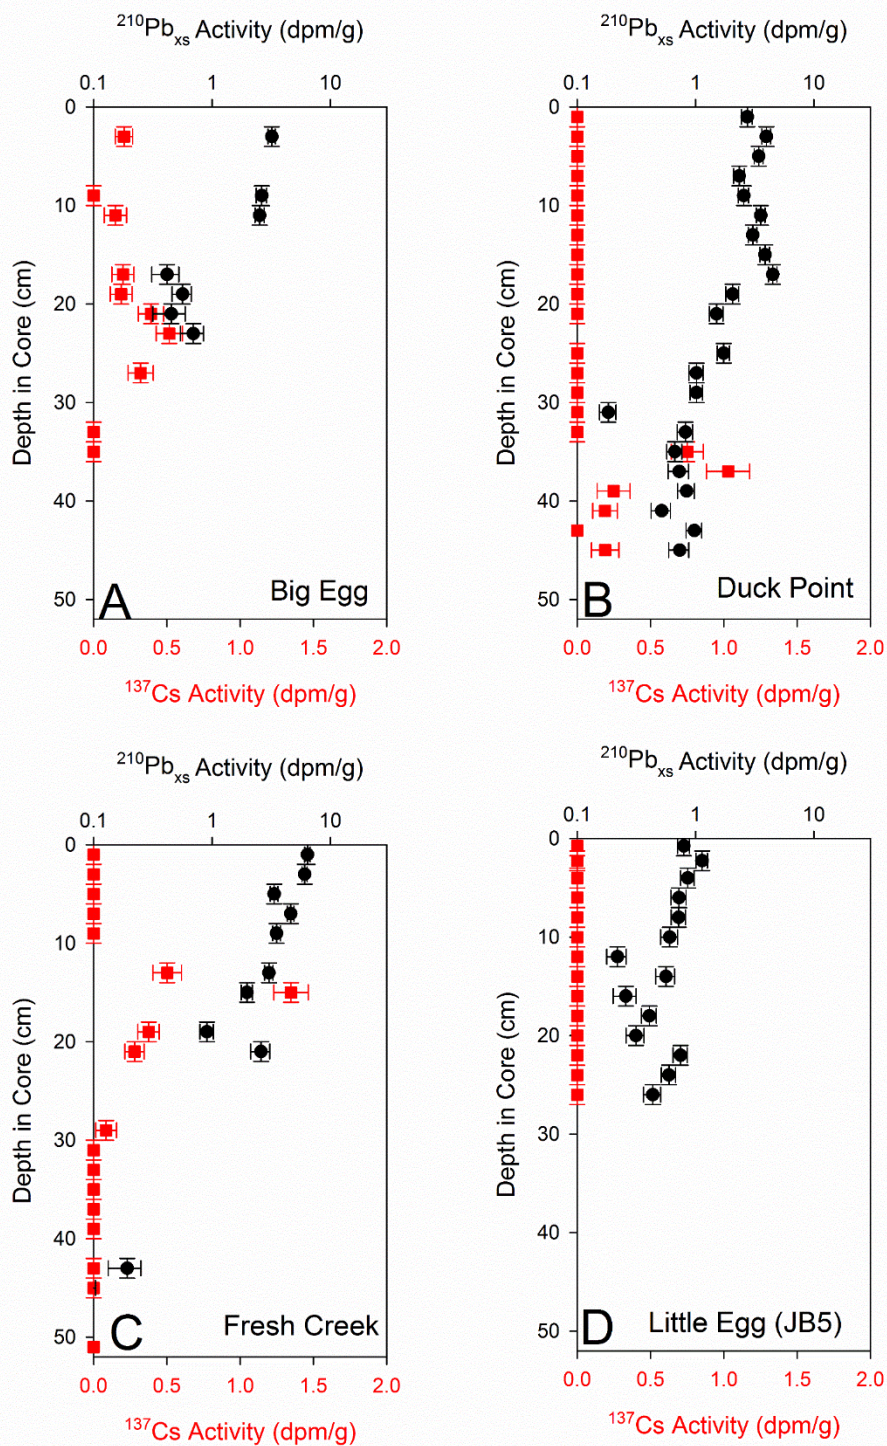 ²¹⁰Pbxs Activity (dpm/g)
0.1 1 10
0
10
20
30
40
50
Depth in Core (cm)
A
Big Egg
0.0 0.5 1.0 1.5 2.0
¹³⁷Cs Activity (dpm/g)
²¹⁰Pbxs Activity (dpm/g)
0.1 1 10
0
10
20
30
40
50
Depth in Core (cm)
B
Duck Point
0.0 0.5 1.0 1.5 2.0
¹³⁷Cs Activity (dpm/g)
²¹⁰Pbxs Activity (dpm/g)
0.1 1 10
0
10
20
30
40
50
Depth in Core (cm)
C
Fresh Creek
0.0 0.5 1.0 1.5 2.0
¹³⁷Cs Activity (dpm/g)
²¹⁰Pbxs Activity (dpm/g)
0.1 1 10
0
10
20
30
40
50
Depth in Core (cm)
D
Little Egg (JB5)
0.0 0.5 1.0 1.5 2.0
¹³⁷Cs Activity (dpm/g)